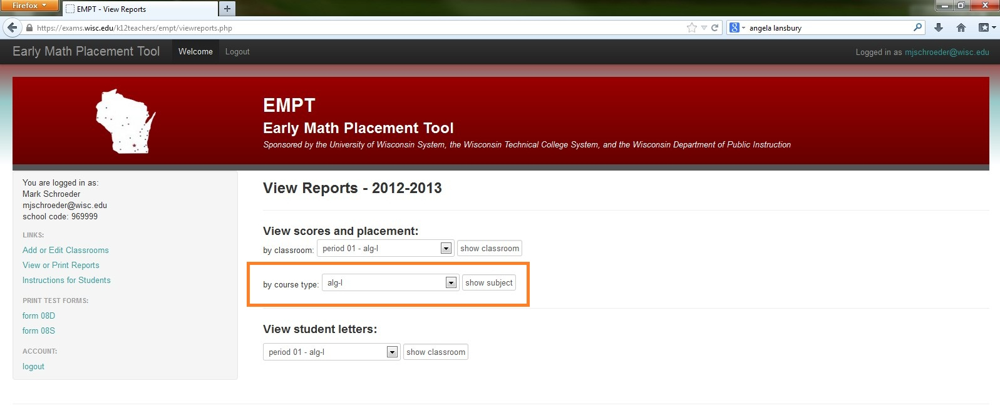 Firefox
EMPT - View Reports
https://exams.wisc.edu/k12teachers/empt/viewreports.php
8
angela lansbury
Early Math Placement Tool
Welcome
Logout
Logged in as mjschroeder@wisc.edu
EMPT
Early Math Placement Tool
Sponsored by the University of Wisconsin System, the Wisconsin Technical College System, and the Wisconsin Department of Public Instruction
You are logged in as:
Mark Schroeder
mjschroeder@wisc.edu
school code: 969999
LINKS:
Add or Edit Classrooms
View or Print Reports
Instructions for Students
PRINT TEST FORMS:
form 08D
form 08S
ACCOUNT:
logout
View Reports - 2012-2013
View scores and placement:
by classroom: period 01 - alg-I show classroom
by course type: alg-I show subject
View student letters:
period 01 - alg-I show classroom